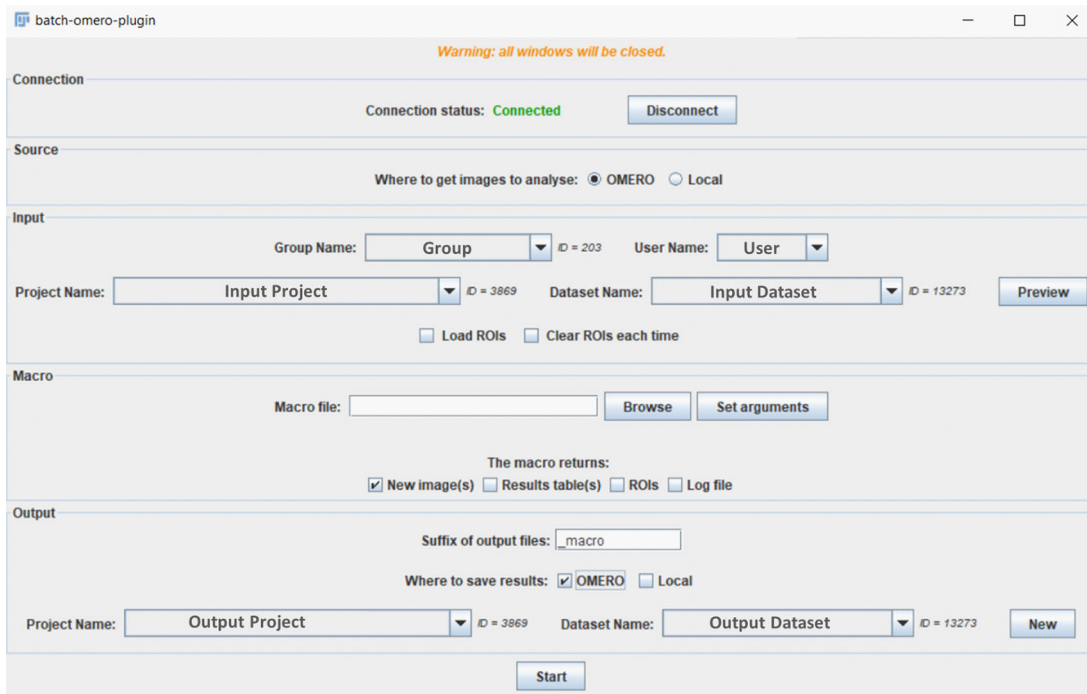 batch-omero-plugin
Warning: all windows will be closed.
Connection
Connection status: Connected Disconnect
Source
Where to get images to analyse: OMERO Local
Input
Group Name: Group ID = 203 User Name: User
Project Name: Input Project ID = 3869 Dataset Name: Input Dataset ID = 13273 Preview
Load ROIs Clear ROIs each time
Macro
Macro file: Browse Set arguments
The macro returns:
New image(s) Results table(s) ROIs Log file
Output
Suffix of output files: _macro
Where to save results: OMERO Local
Project Name: Output Project ID = 3869 Dataset Name: Output Dataset ID = 13273 New
Start